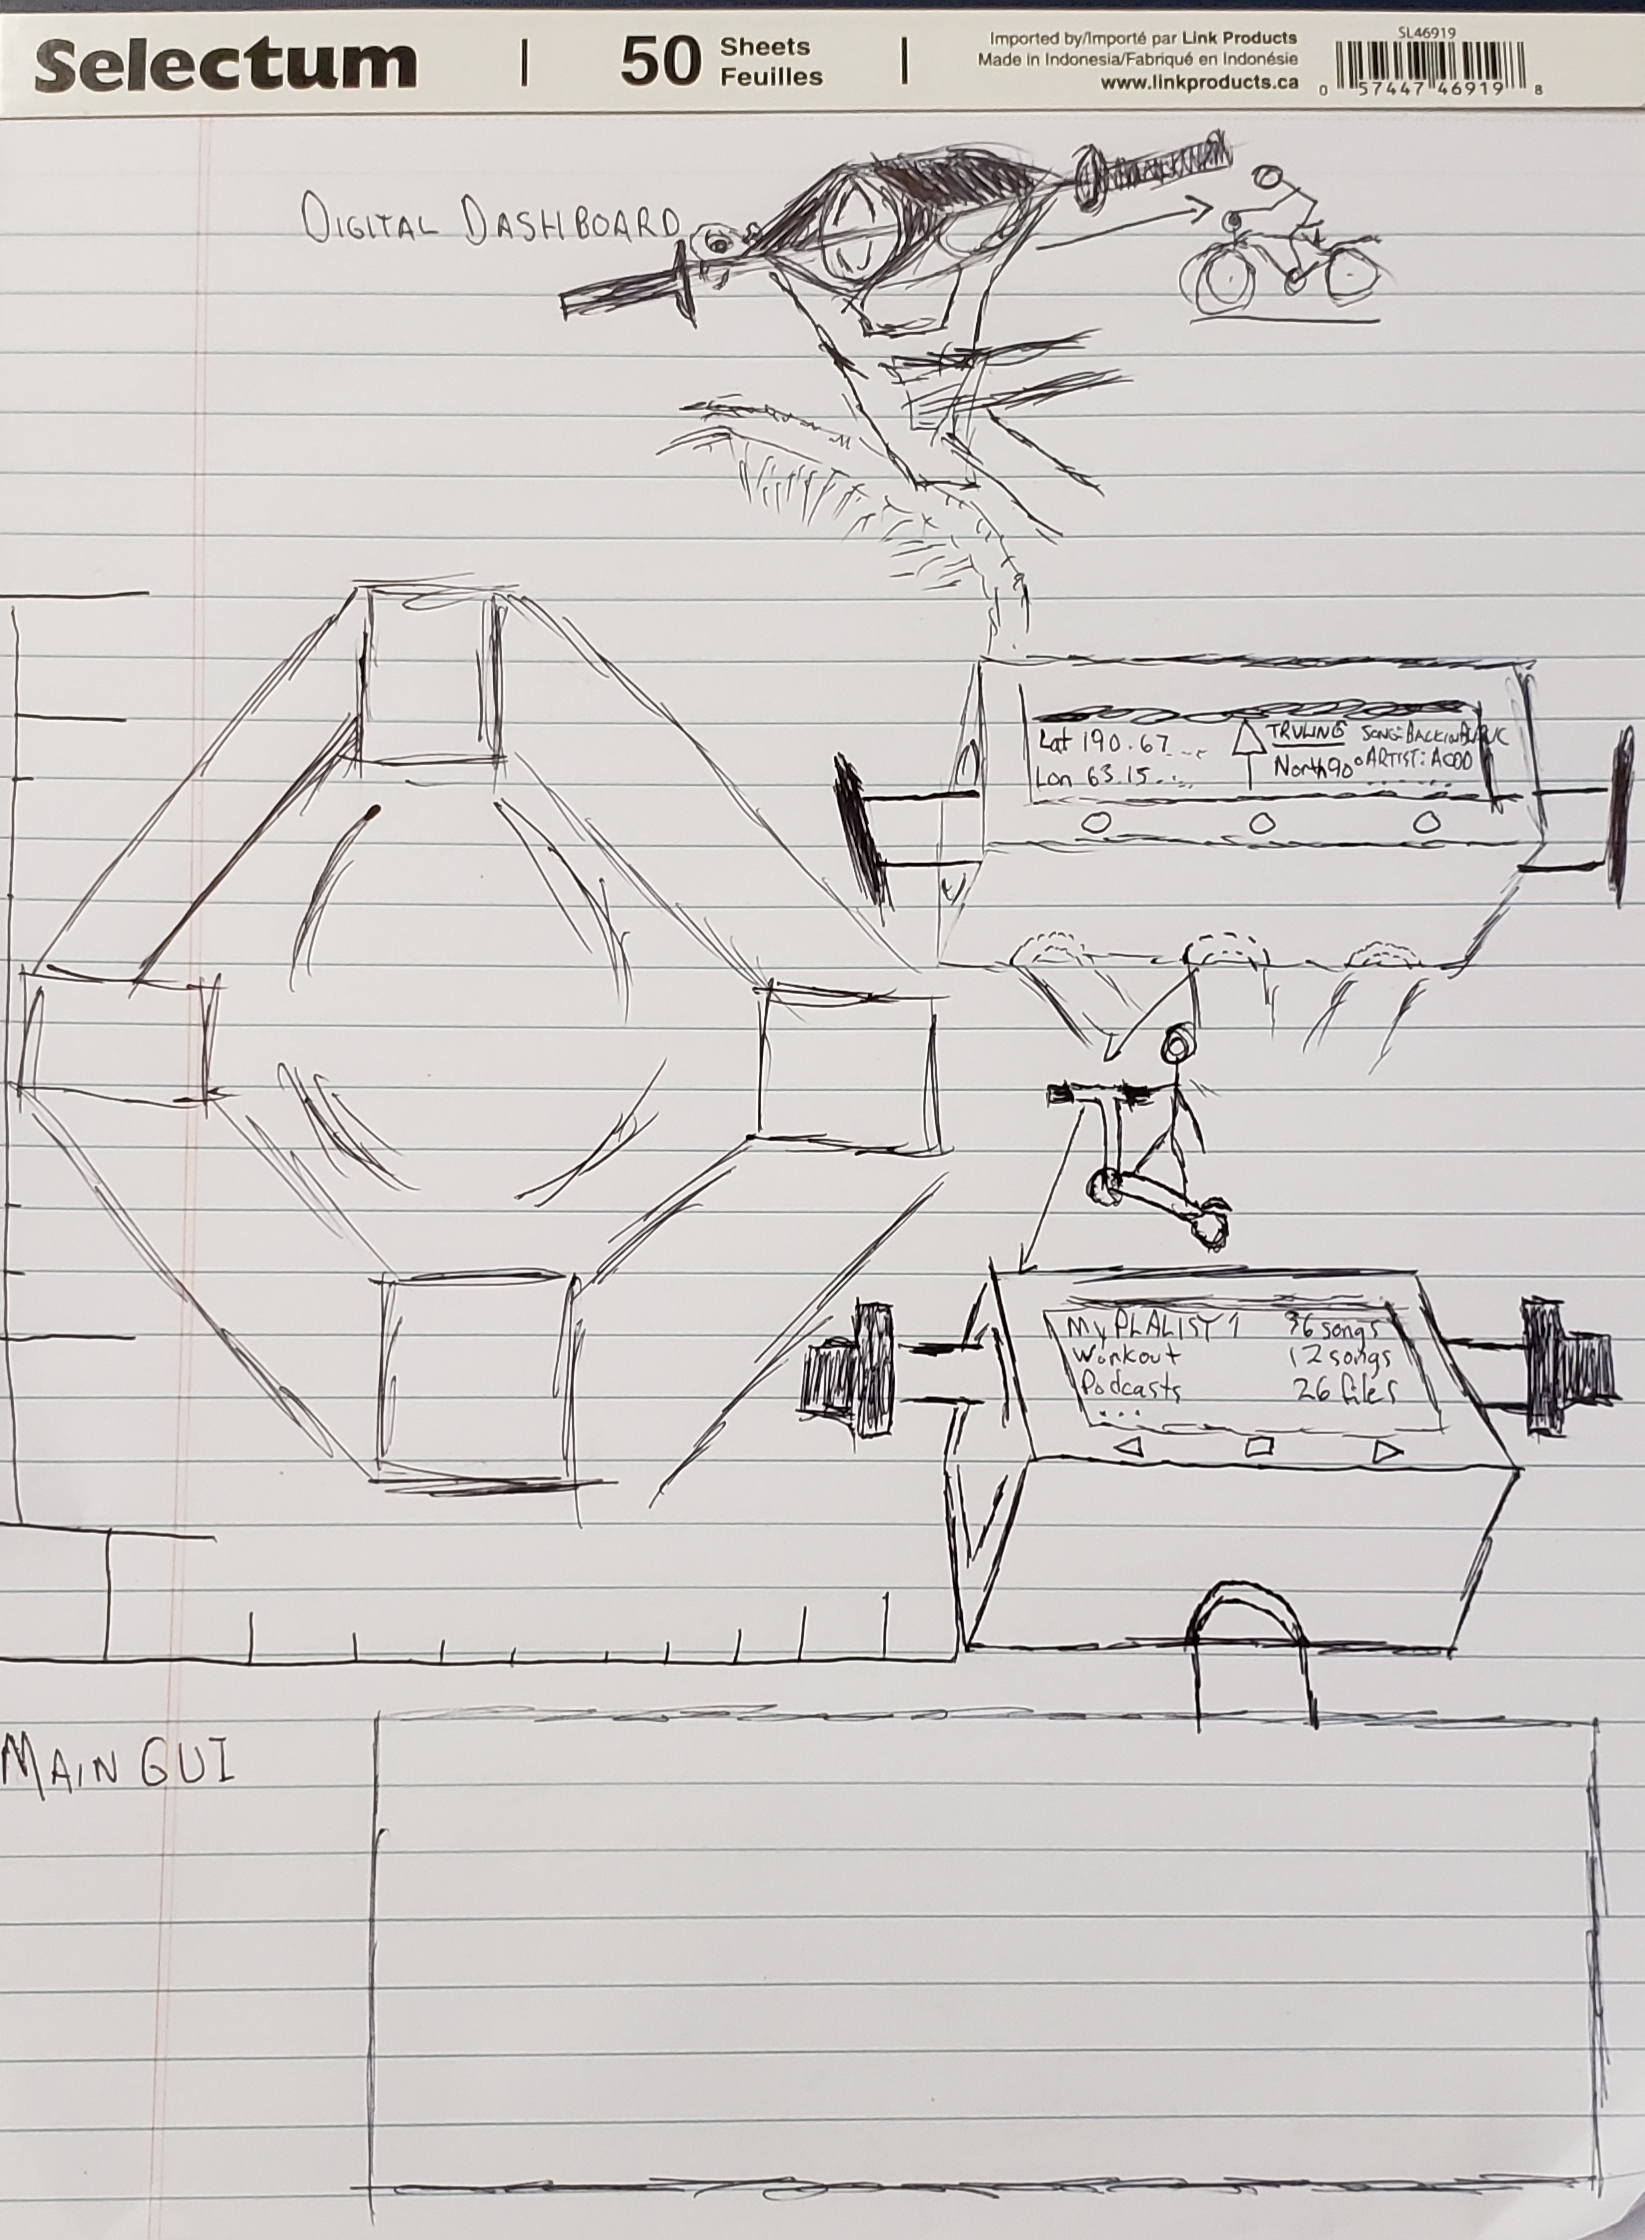 Selectum | 50 Sheets
Feuilles
Imported by/Importé par Link Products
Made in Indonesia/Fabriqué en Indonésie
www.linkproducts.ca
SL46919
0 57447 46919 8
DIGITAL DASHBOARD
Lat 190.67...
Lon 63.15...
TRVLING
North 90°
SONG: BACKINBLACK
ARTIST: ACDD
......
My PLALIST 1 36 songs
Workout 12 songs
Podcasts 26 files
...
MAIN GUI